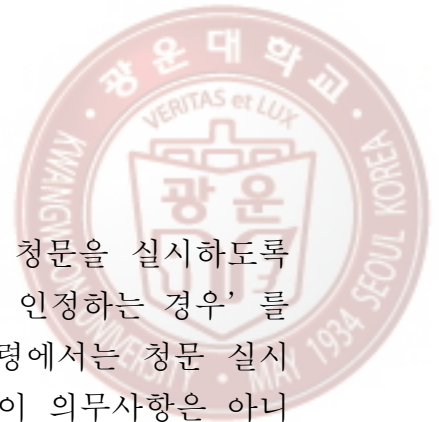 광운대학교
VERITAS et LUX
광운
KWANGWOON UNIVERSITY • MAY 1934 SEOUL KOREA
청문을 실시하도록
인정하는 경우’ 를
령에서는 청문 실시
이 의무사항은 아니